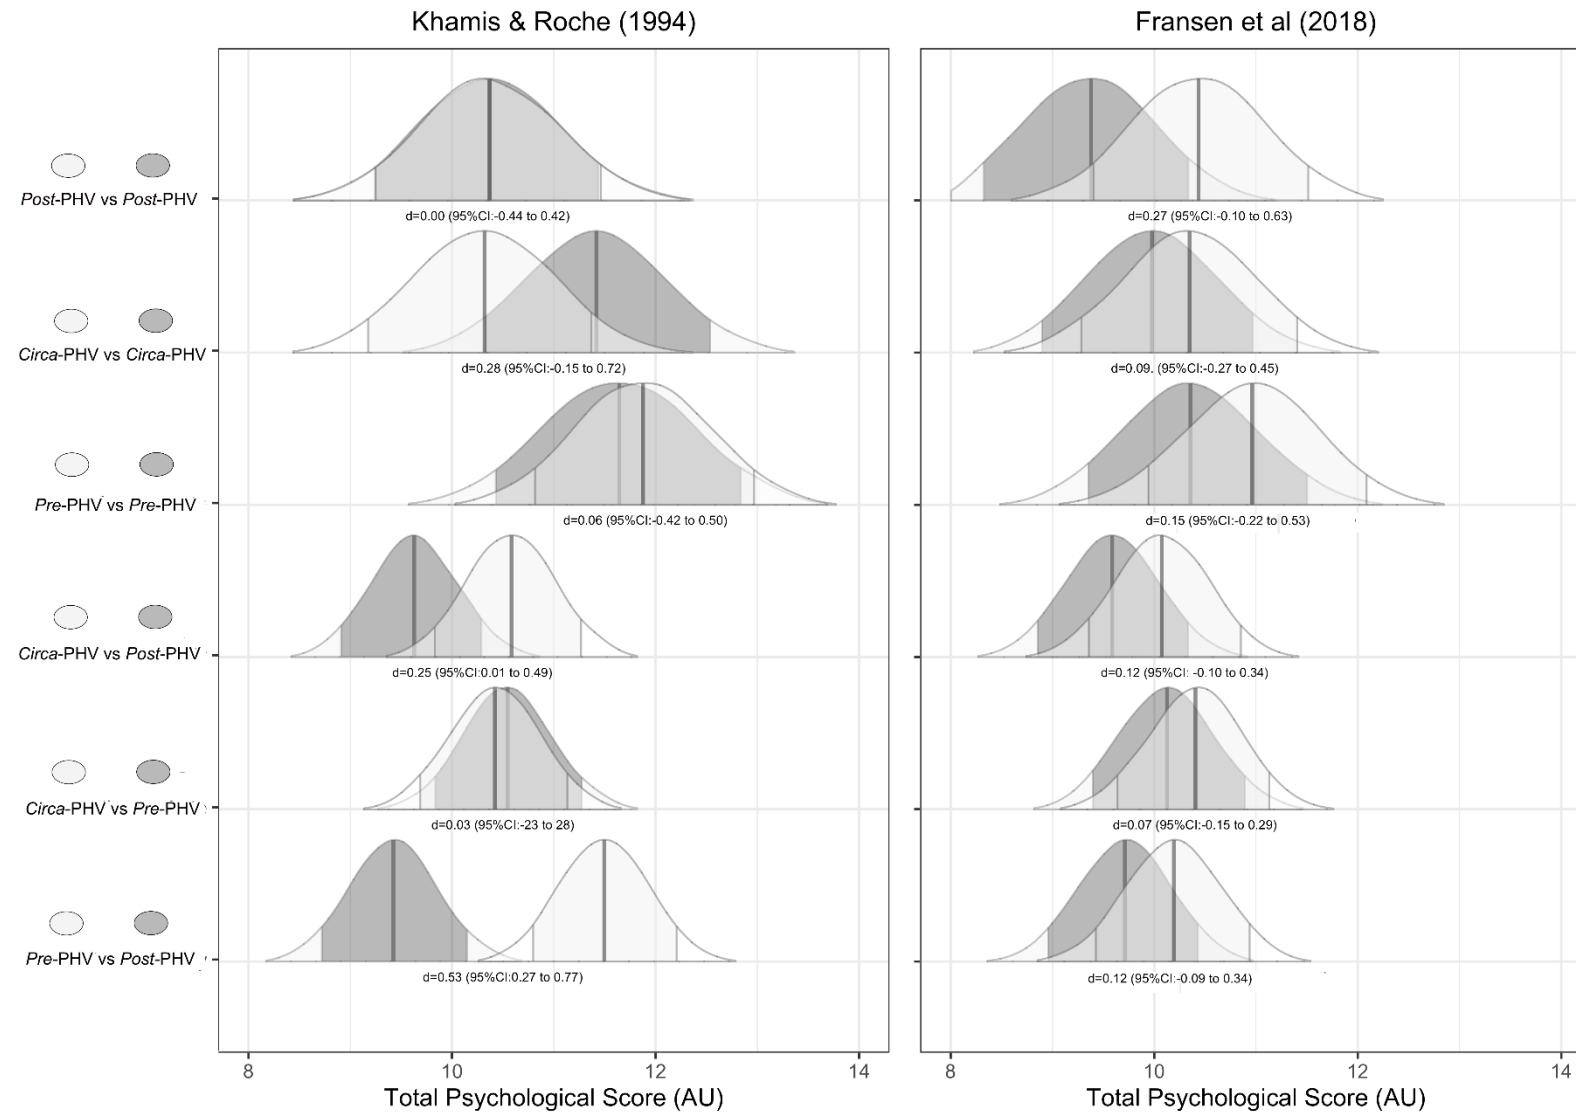 Khamis & Roche (1994)
Fransen et al (2018)
Post-PHV vs Post-PHV
d=0.00 (95%CI:-0.44 to 0.42)
d=0.27 (95%CI:-0.10 to 0.63)
Circa-PHV vs Circa-PHV
d=0.28 (95%CI:-0.15 to 0.72)
d=0.09. (95%CI:-0.27 to 0.45)
Pre-PHV vs Pre-PHV
d=0.06 (95%CI:-0.42 to 0.50)
d=0.15 (95%CI:-0.22 to 0.53)
Circa-PHV vs Post-PHV
d=0.25 (95%CI:0.01 to 0.49)
d=0.12 (95%CI: -0.10 to 0.34)
Circa-PHV vs Pre-PHV
d=0.03 (95%CI:-23 to 28)
d=0.07 (95%CI:-0.15 to 0.29)
Pre-PHV vs Post-PHV
d=0.53 (95%CI:0.27 to 0.77)
d=0.12 (95%CI:-0.09 to 0.34)
8 10 12 14
8 10 12 14
Total Psychological Score (AU)
Total Psychological Score (AU)